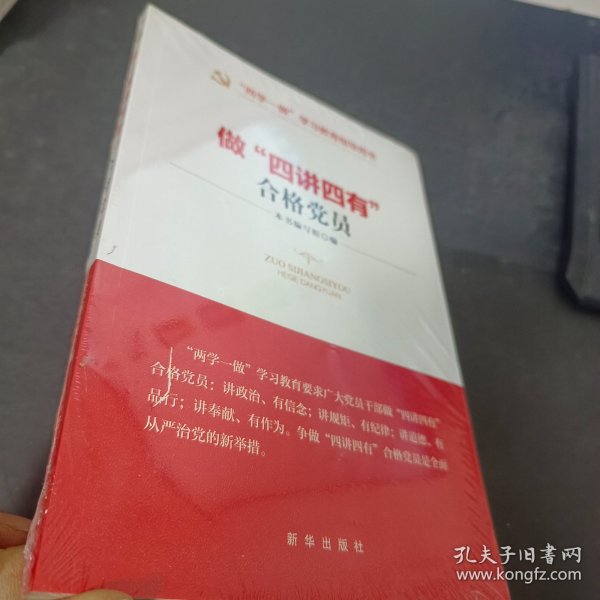 “两学一做”学习教育辅导用书
做“四讲四有”
合格党员
本书编写组◎编
ZUO SIJIANGSIYOU
HEGE DANGYUAN
“两学一做”学习教育要求广大党员干部做“四讲四有”
合格党员：讲政治、有信念；讲规矩、有纪律；讲道德、有
品行；讲奉献、有作为。争做“四讲四有”合格党员是全面
从严治党的新举措。
新华出版社
孔夫子旧书网
www.kongfz.com